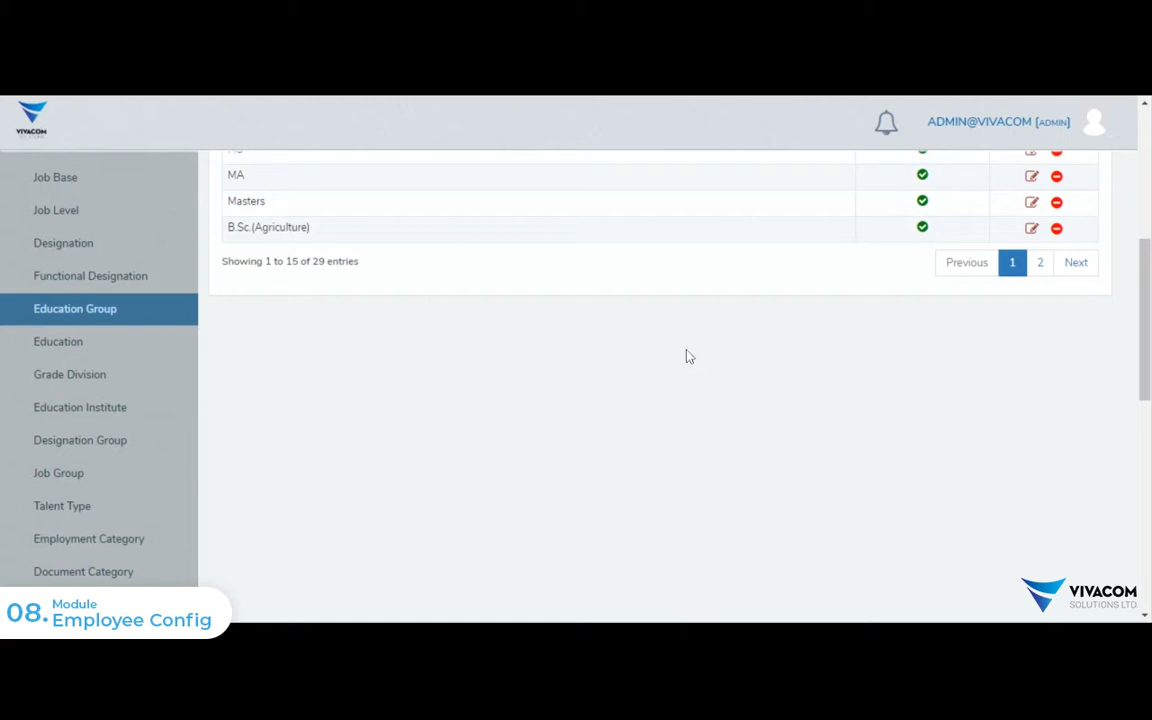 VIVACOM
ADMIN@VIVACOM [ADMIN]
Job Base
Job Level
Designation
Functional Designation
Education Group
Education
Grade Division
Education Institute
Designation Group
Job Group
Talent Type
Employment Category
Document Category
MA
Masters
B.Sc.(Agriculture)
Showing 1 to 15 of 29 entries
Previous 1 2 Next
08. Module
Employee Config
VIVACOM
SOLUTIONS LTD.